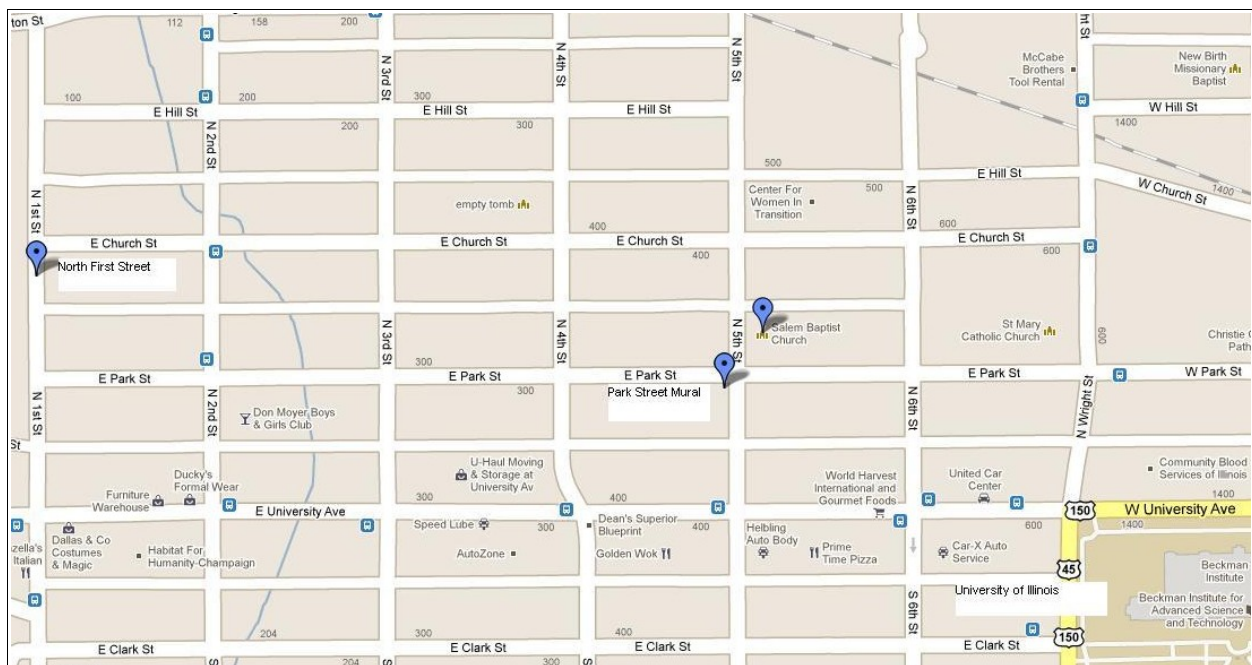 ton St
112
158
200
300
N 1st St
N 2nd St
N 3rd St
N 4th St
N 5th St
N 6th St
ht St
McCabe
Brothers
Tool Rental
New Birth
Missionary
Baptist
100
200
300
E Hill St
E Hill St
E Hill St
W Hill St
1400
200
300
500
E Hill St
Center For
Women In
Transition
500
W Church St
1400
empty tomb
400
600
E Church St
E Church St
E Church St
E Church St
400
600
North First Street
Salem Baptist
Church
St Mary
Catholic Church
600
Christie C
Path
300
E Park St
E Park St
E Park St
E Park St
W Park St
300
Park Street Mural
N 1st St
N 2nd St
N 3rd St
N 4th St
N 5th St
N 6th St
N Wright St
Don Moyer Boys
& Girls Club
St
Ducky's
Formal Wear
Furniture
Warehouse
U-Haul Moving
& Storage at
University Av
World Harvest
International and
Gourmet Foods
United Car
Center
Community Blood
Services of Illinois
300
400
1400
E University Ave
E University Ave
150
W University Ave
Speed Lube
300
Dean's Superior
Blueprint
400
Helbling
Auto Body
600
1400
Dallas & Co
Costumes
& Magic
Habitat For
Humanity-Champaign
zella's
Italian
AutoZone
Golden Wok
Prime
Time Pizza
Car-X Auto
Service
45
Beckman
Institute
University of Illinois
Beckman Institute for
Advanced Science
and Technology
S 6th St
204
300
400
E Clark St
E Clark St
E Clark St
E Clark St
150
204
300